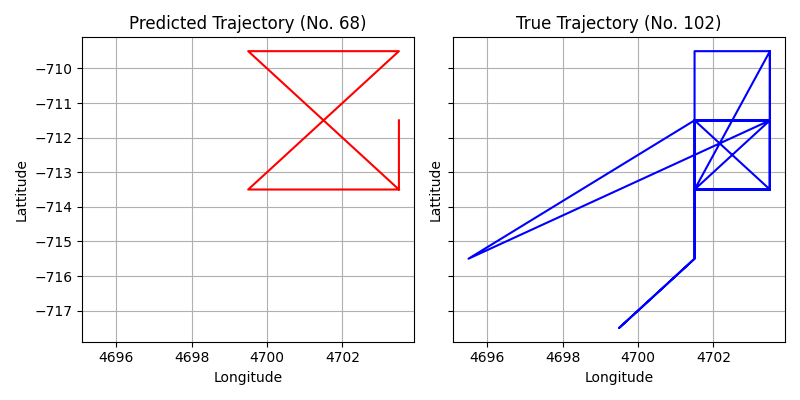 Predicted Trajectory (No. 68)
True Trajectory (No. 102)
Lattitude
−710
−711
−712
−713
−714
−715
−716
−717
4696
4698
4700
4702
Longitude
Lattitude
4696
4698
4700
4702
Longitude